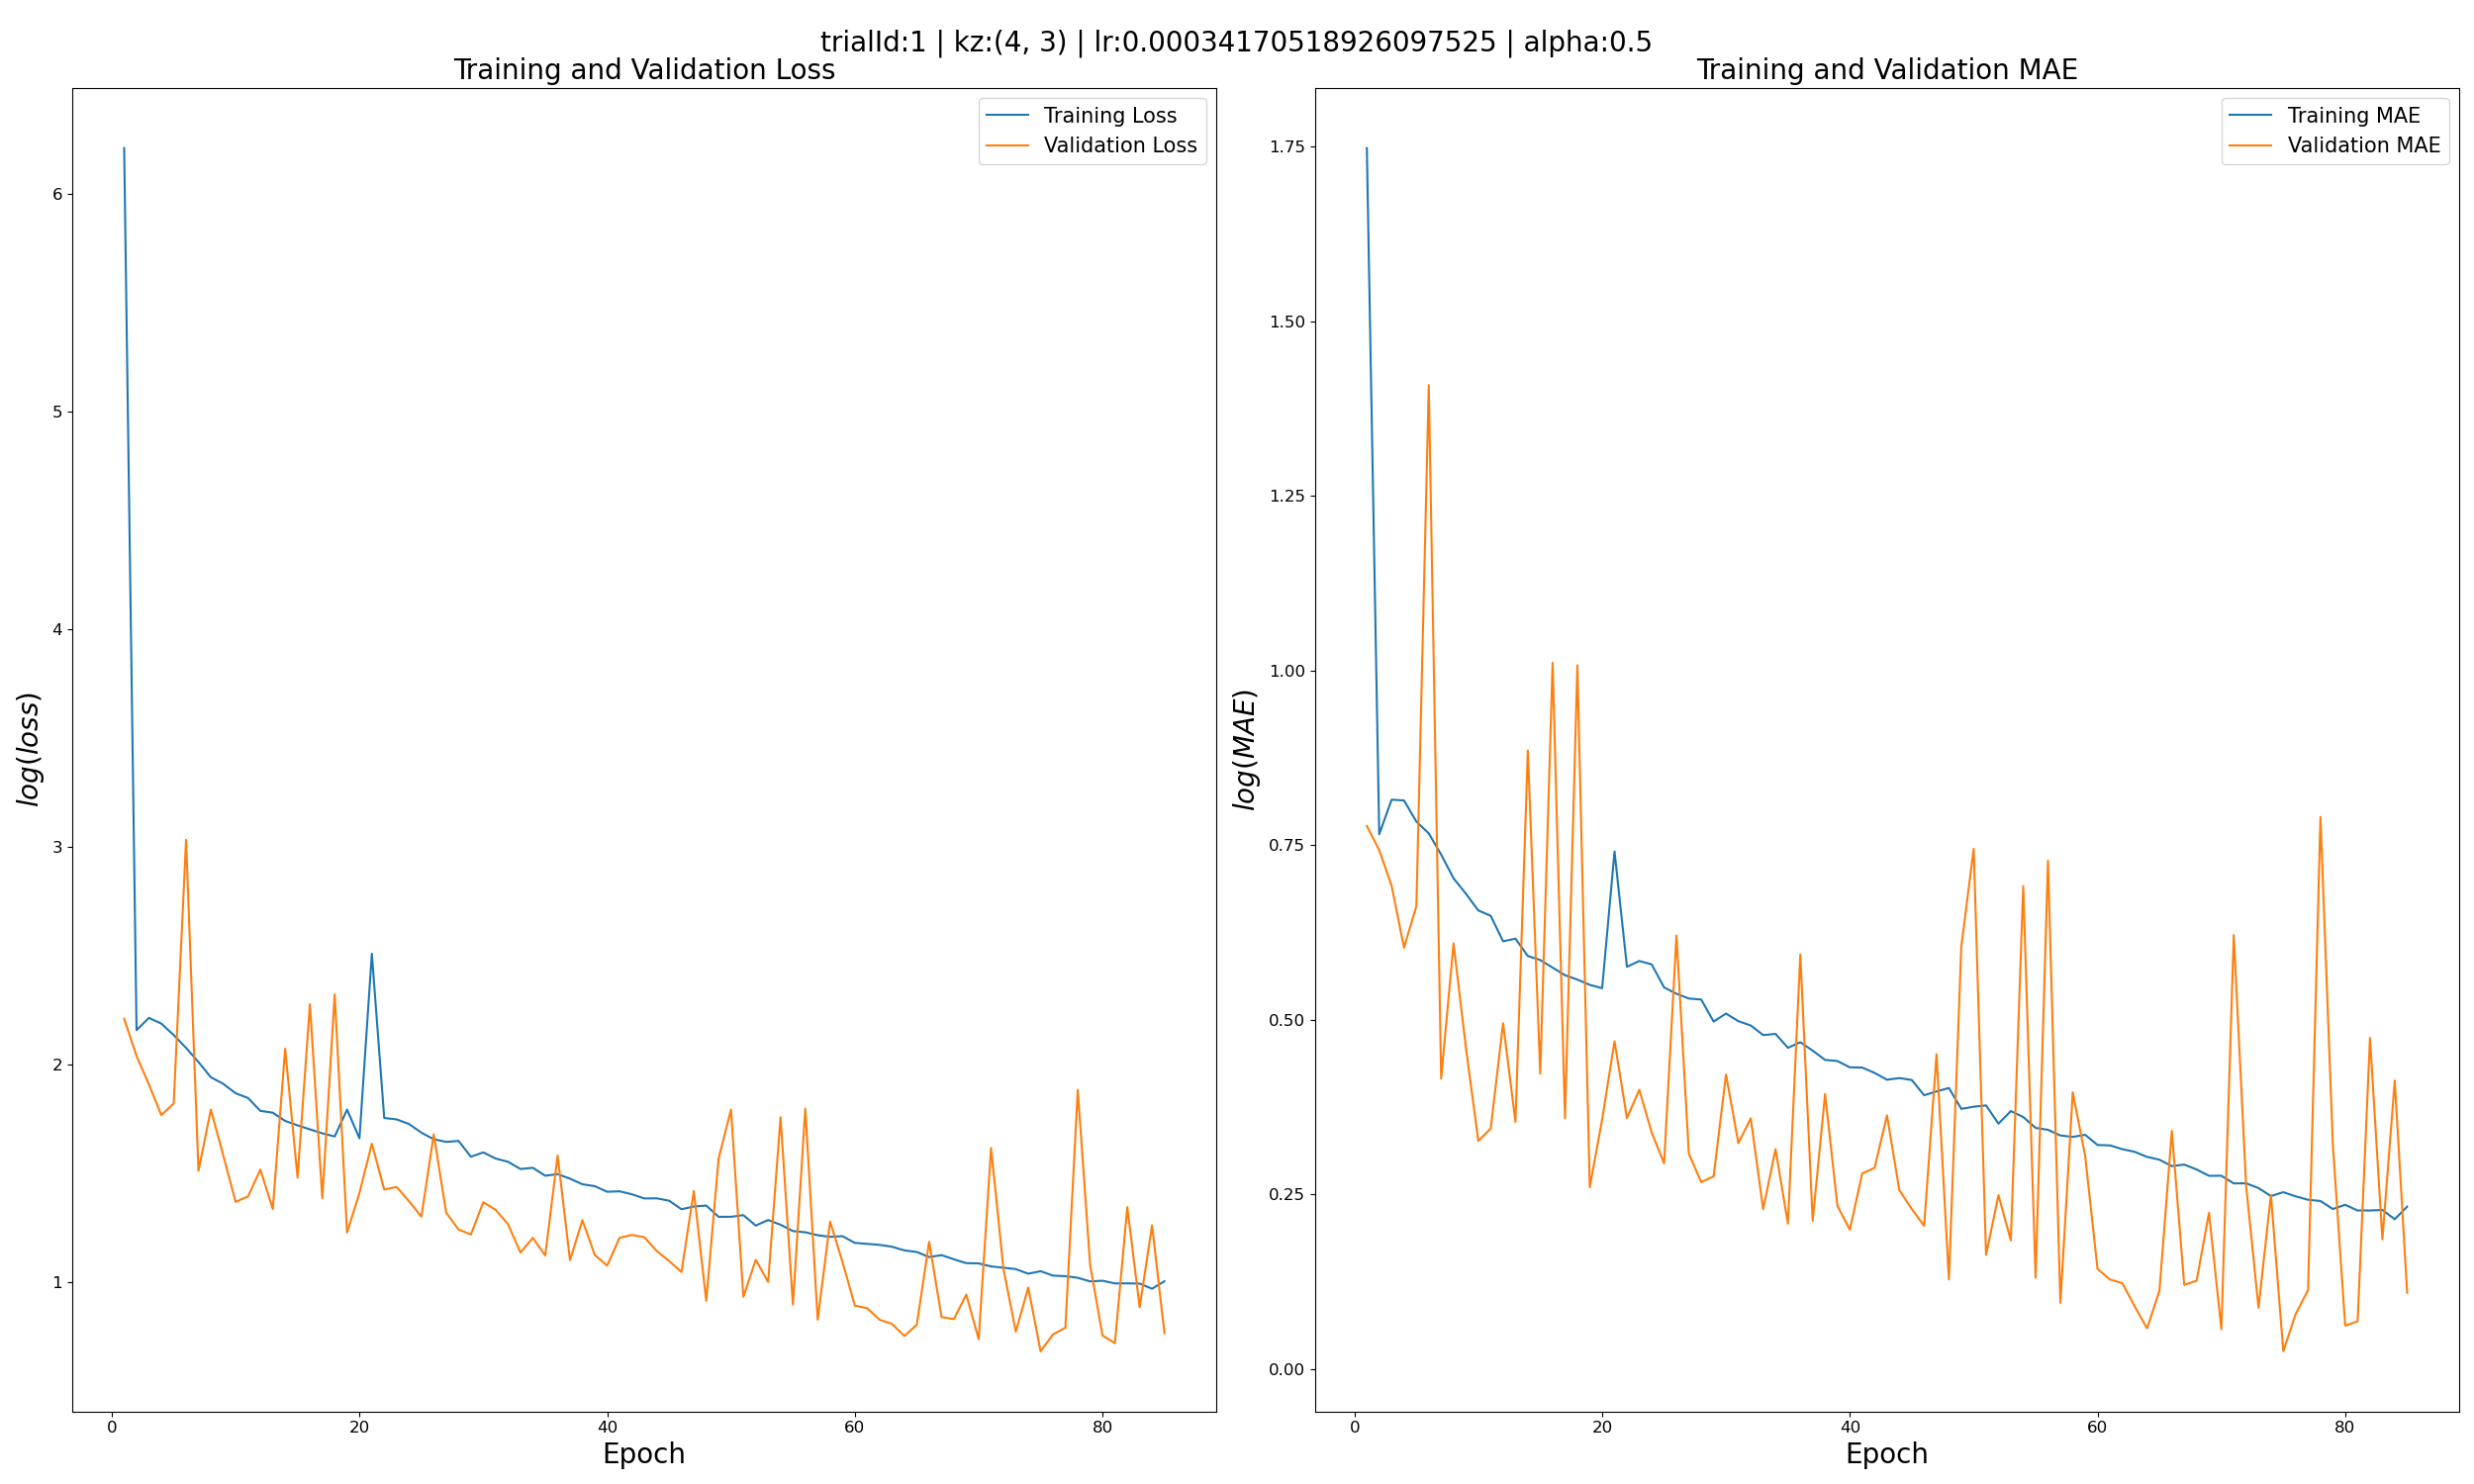 trialId:1 | kz:(4, 3) | lr:0.00034170518926097525 | alpha:0.5
Training and Validation Loss
Training Loss
Validation Loss
6
5
4
3
2
1
log(loss)
0 20 40 60 80
Epoch
Training and Validation MAE
Training MAE
Validation MAE
1.75
1.50
1.25
1.00
0.75
0.50
0.25
0.00
log(MAE)
0 20 40 60 80
Epoch